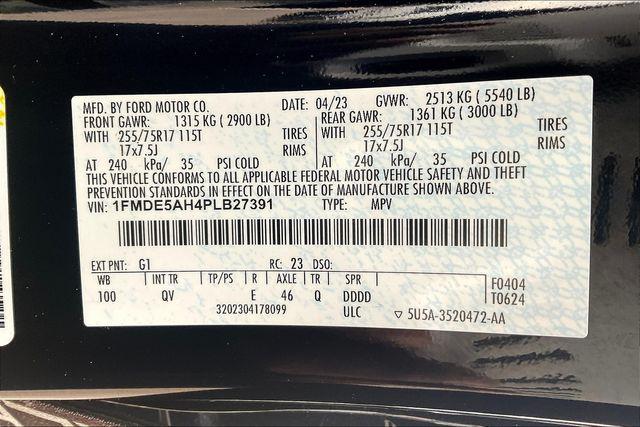 MFD. BY FORD MOTOR CO. DATE: 04/23 GVWR: 2513 KG ( 5540 LB)
FRONT GAWR: 1315 KG ( 2900 LB) REAR GAWR: 1361 KG ( 3000 LB)
WITH 255/75R17 115T TIRES WITH 255/75R17 115T TIRES
17x7.5J RIMS 17x7.5J RIMS
AT 240 kPa/ 35 PSI COLD AT 240 kPa/ 35 PSI COLD
THIS VEHICLE CONFORMS TO ALL APPLICABLE FEDERAL MOTOR VEHICLE SAFETY AND THEFT
PREVENTION STANDARDS IN EFFECT ON THE DATE OF MANUFACTURE SHOWN ABOVE.
VIN: 1FMDE5AH4PLB27391 TYPE: MPV
EXT PNT: G1 RC: 23 DSO:
WB INT TR TP/PS R AXLE TR SPR F0404
100 QV E 46 Q DDDD T0624
3202304178099 ULC ▽ 5U5A-3520472-AA